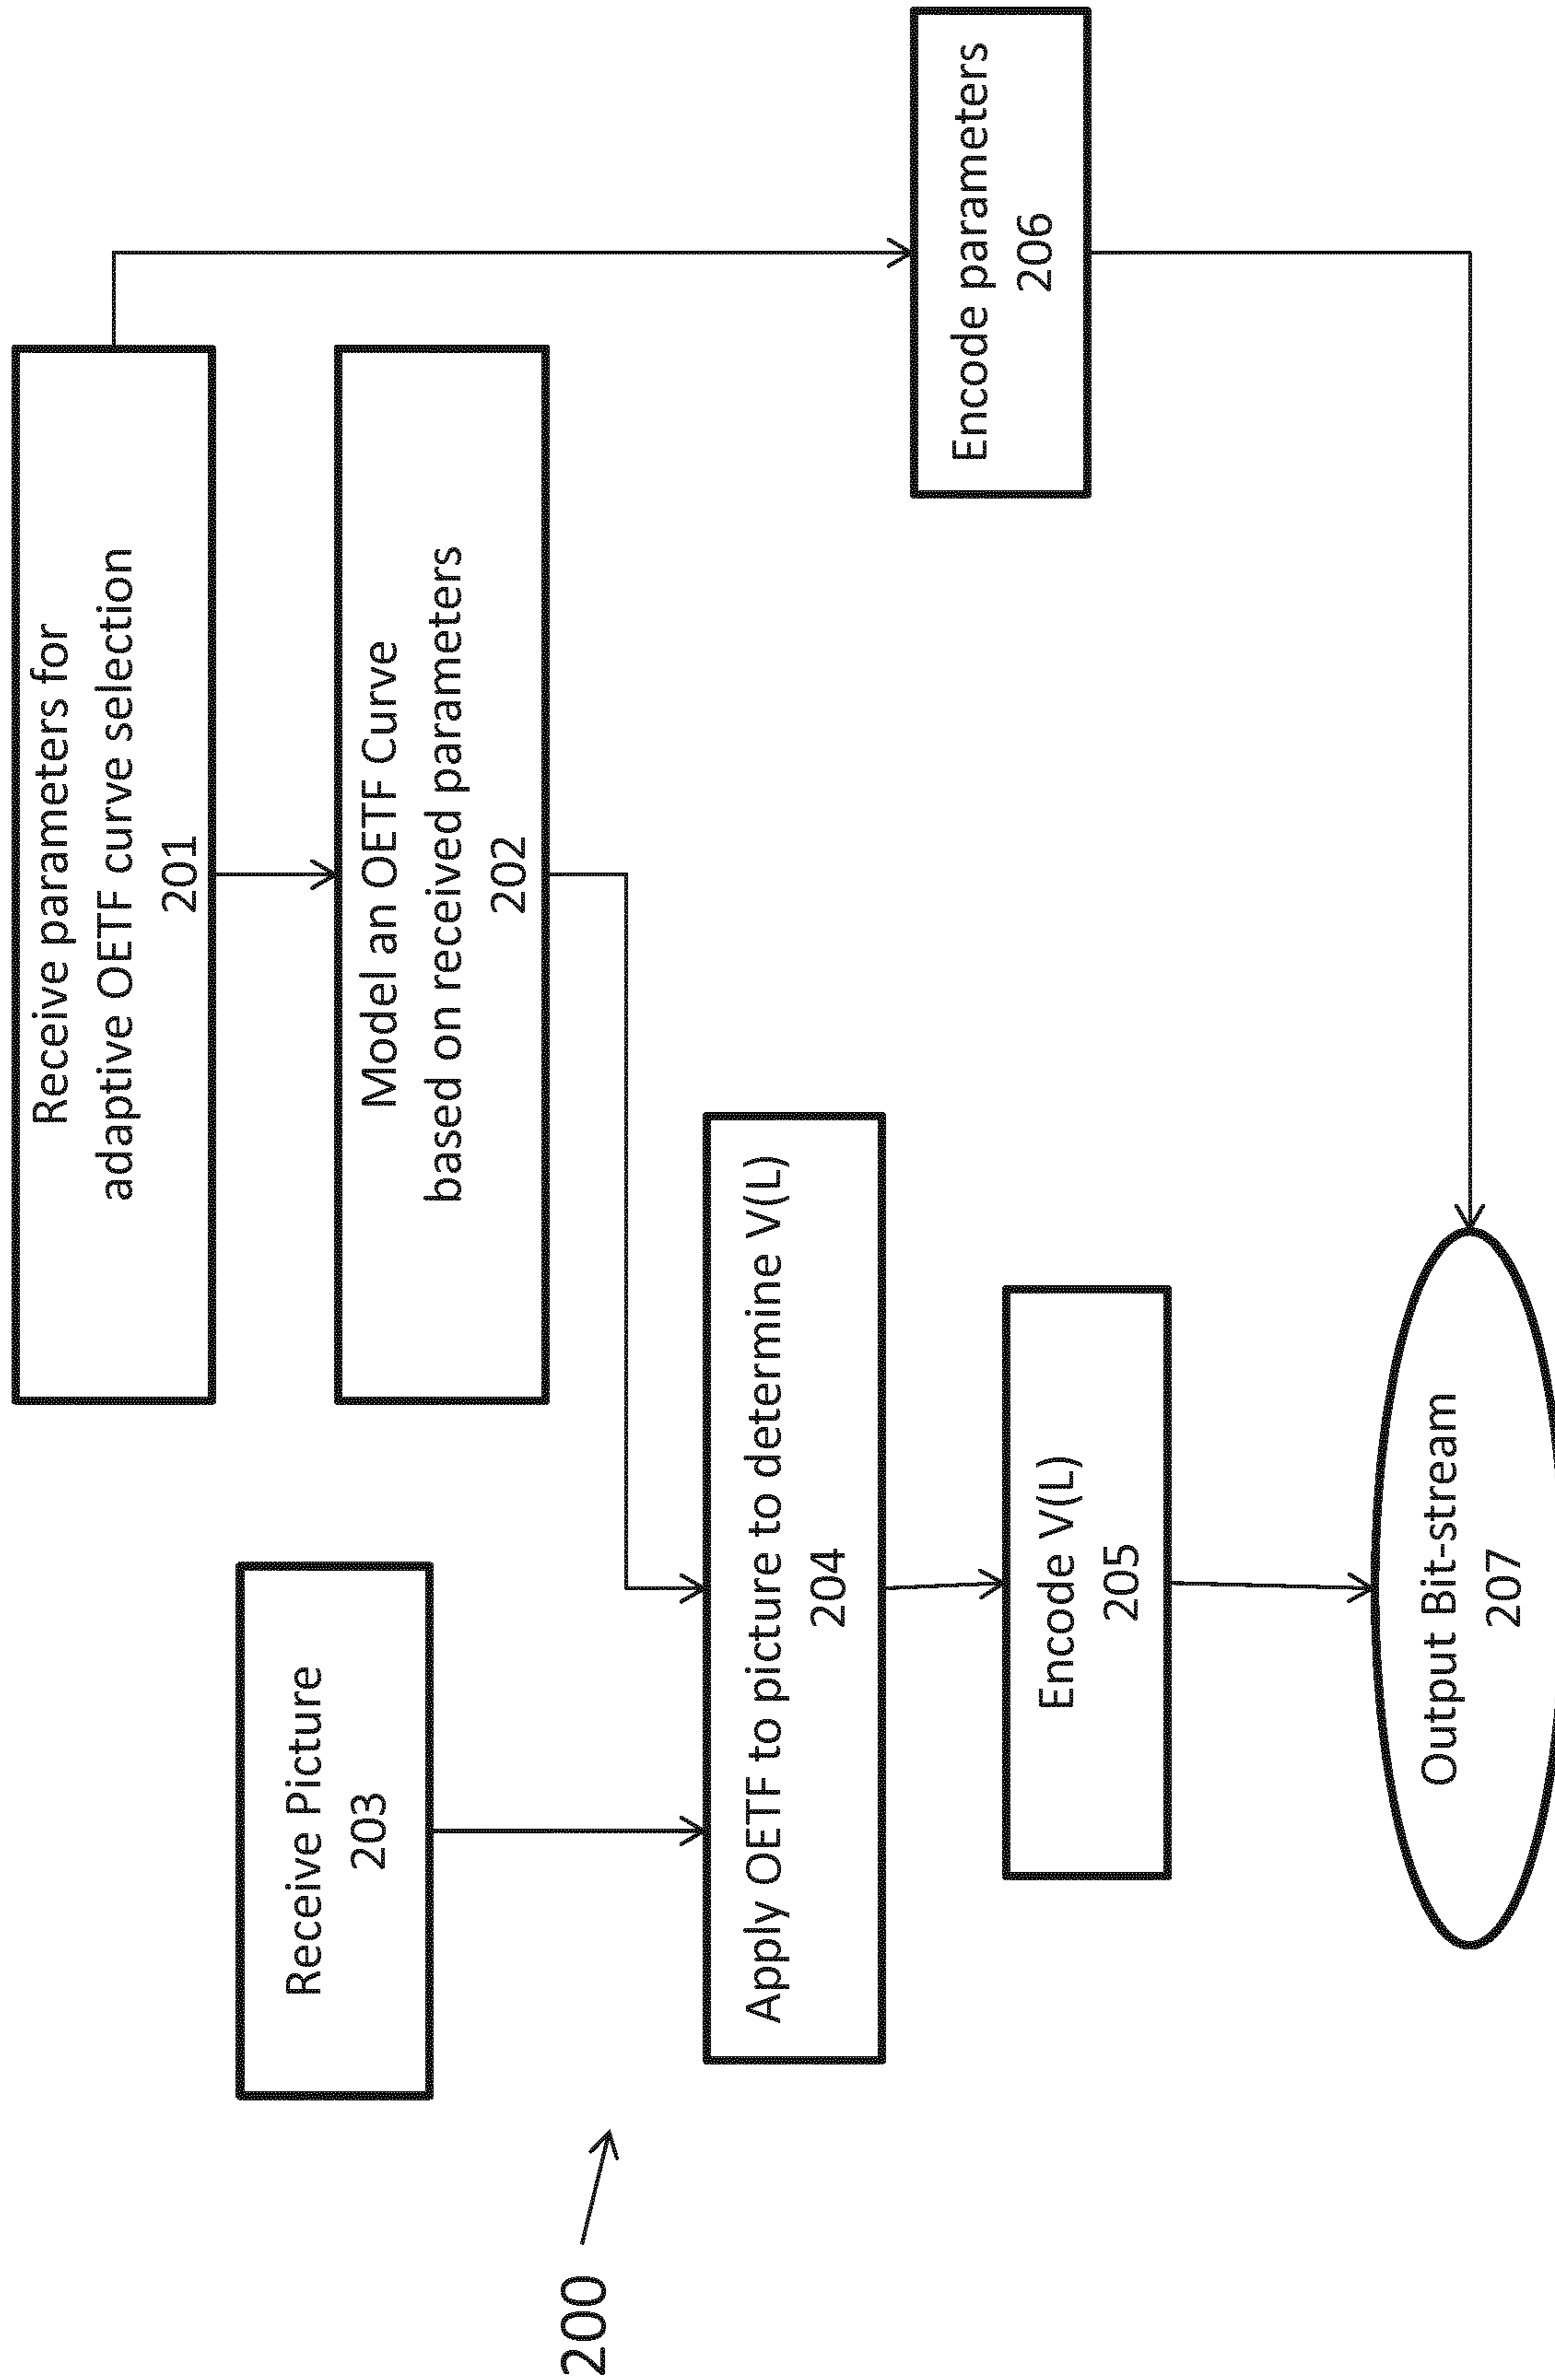 Receive parameters for
adaptive OETF curve selection
201
Model an OETF Curve
based on received parameters
202
Receive Picture
203
Apply OETF to picture to determine V(L)
204
Encode V(L)
205
Encode parameters
206
Output Bit-stream
207
200